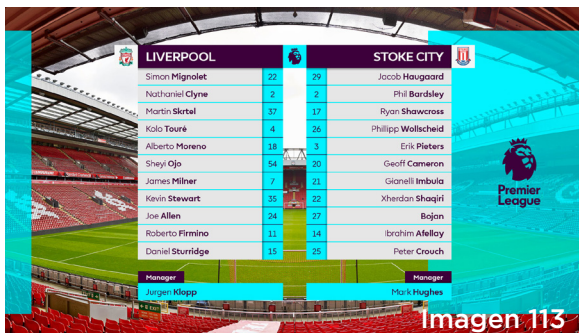 LIVERPOOL STOKE CITY
Simon Mignolet 22 29 Jacob Haugaard
Nathaniel Clyne 2 2 Phil Bardsley
Martin Skrtel 37 17 Ryan Shawcross
Kolo Touré 4 26 Phillipp Wollscheid
Alberto Moreno 18 3 Erik Pieters
Sheyi Ojo 54 20 Geoff Cameron
James Milner 7 21 Gianelli Imbula
Kevin Stewart 35 22 Xherdan Shaqiri
Joe Allen 24 27 Bojan
Roberto Firmino 11 14 Ibrahim Afellay
Daniel Sturridge 15 25 Peter Crouch
Manager Manager
Jurgen Klopp Mark Hughes
Premier
League
Imagen 113